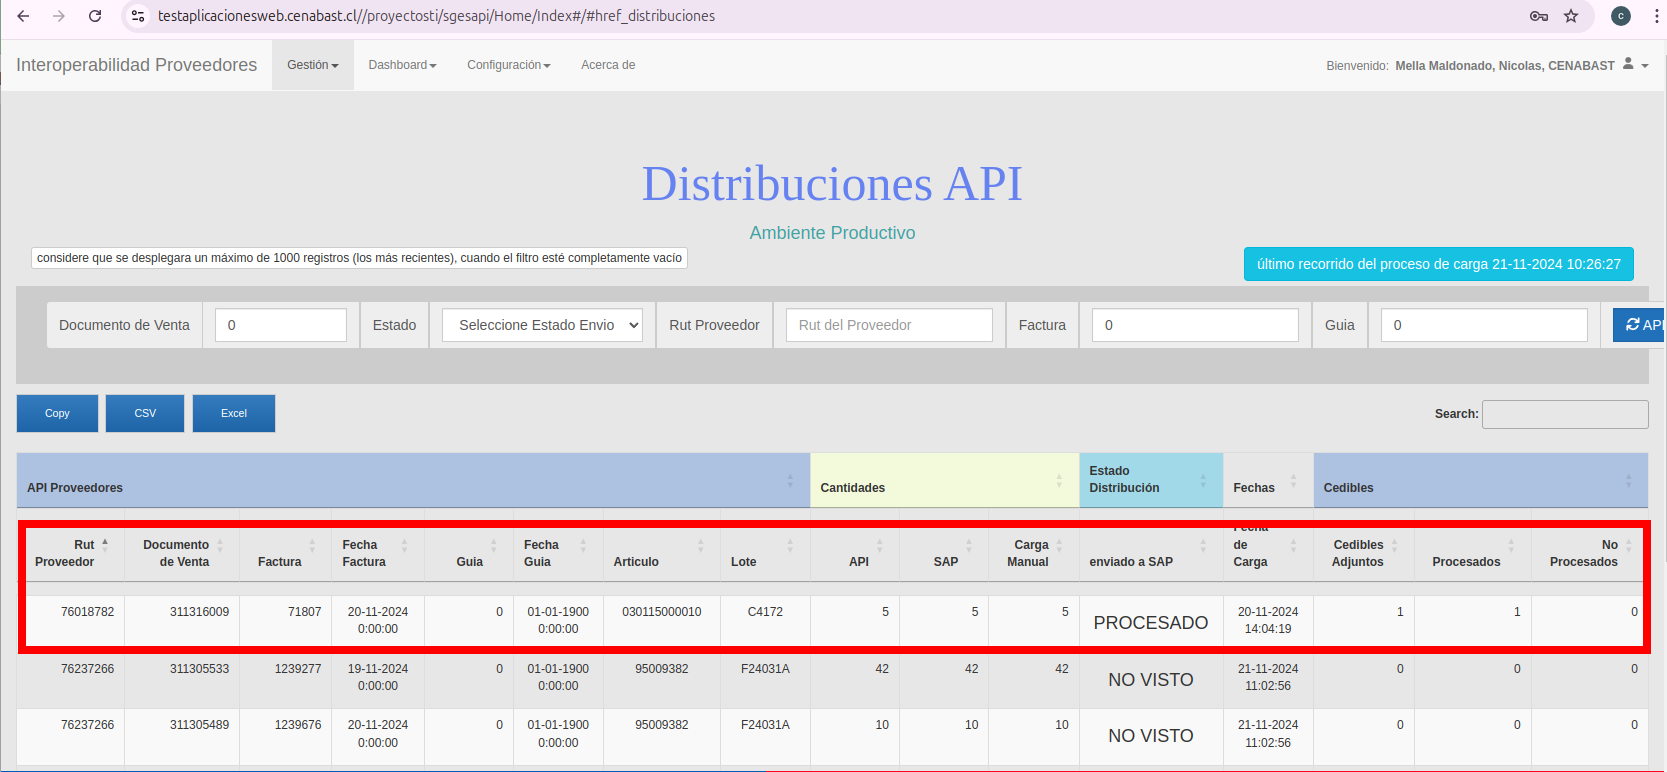 testaplicacionesweb.cenabast.cl//proyectosti/sgesapi/Home/Index#/#href_distribuciones
c
Interoperabilidad Proveedores
Gestión
Dashboard
Configuración
Acerca de
Bienvenido: Mella Maldonado, Nicolas, CENABAST
Distribuciones API
Ambiente Productivo
considere que se desplegara un máximo de 1000 registros (los más recientes), cuando el filtro esté completamente vacío
último recorrido del proceso de carga 21-11-2024 10:26:27
Documento de Venta 0 Estado Seleccione Estado Envio Rut Proveedor Rut del Proveedor Factura 0 Guia 0 API
Copy CSV Excel Search:
API Proveedores Cantidades Estado Distribución Fechas Cedibles
Rut Proveedor Documento de Venta Factura Fecha Factura Guia Fecha Guia Articulo Lote API SAP Carga Manual enviado a SAP Fecha de Carga Cedibles Adjuntos Procesados No Procesados
76018782 311316009 71807 20-11-2024 0:00:00 0 01-01-1900 0:00:00 030115000010 C4172 5 5 5 PROCESADO 20-11-2024 14:04:19 1 1 0
76237266 311305533 1239277 19-11-2024 0:00:00 0 01-01-1900 0:00:00 95009382 F24031A 42 42 42 NO VISTO 21-11-2024 11:02:56 0 0 0
76237266 311305489 1239676 20-11-2024 0:00:00 0 01-01-1900 0:00:00 95009382 F24031A 10 10 10 NO VISTO 21-11-2024 11:02:56 0 0 0